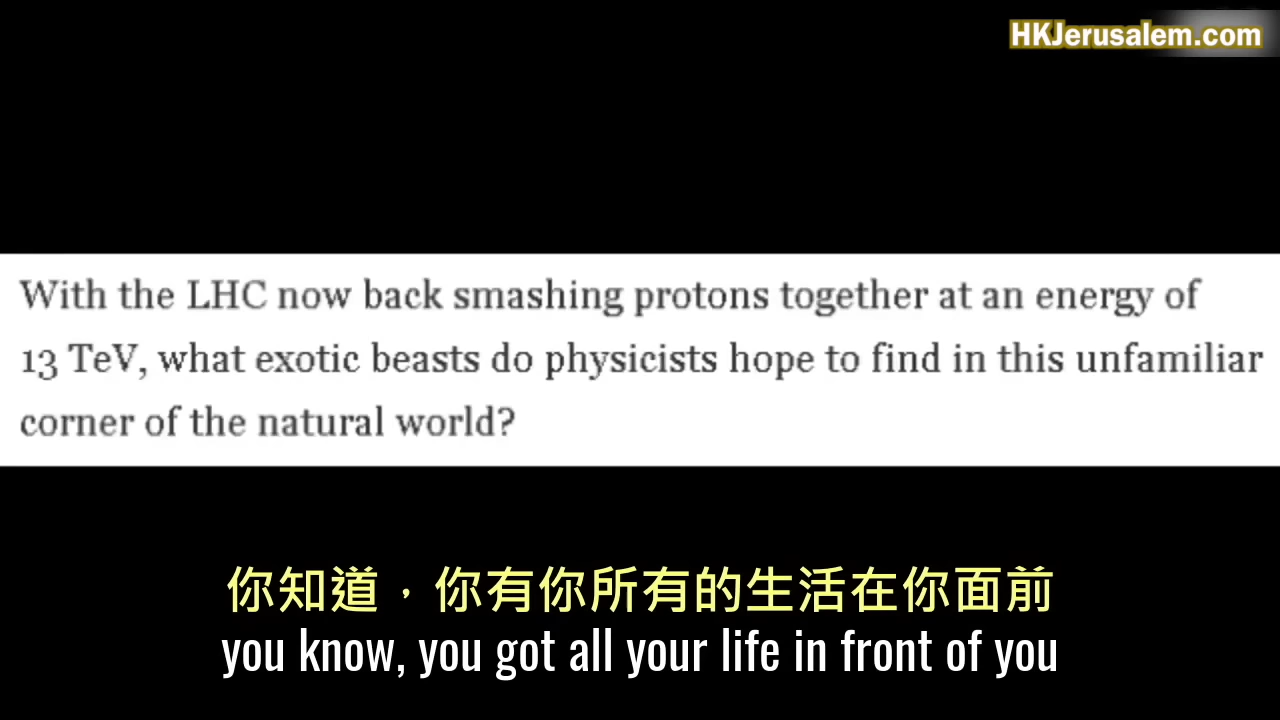 HKJerusalem.com
With the LHC now back smashing protons together at an energy of
13 TeV, what exotic beasts do physicists hope to find in this unfamiliar
corner of the natural world?
你知道，你有你所有的生活在你面前
you know, you got all your life in front of you